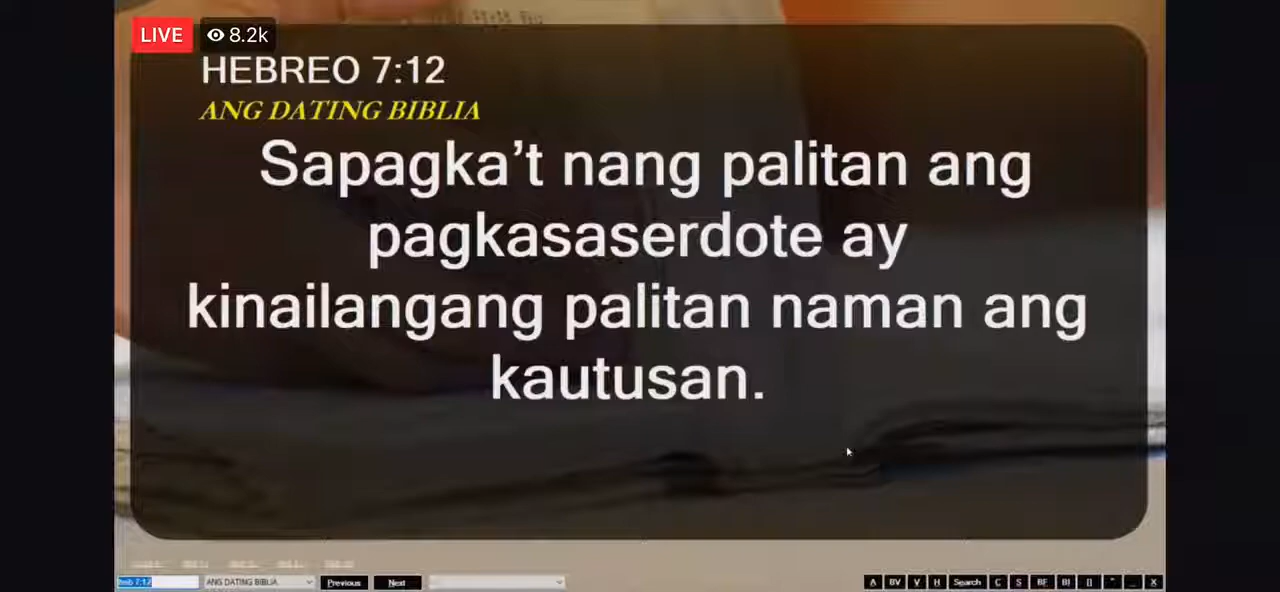 LIVE 8.2k
HEBREO 7:12
ANG DATING BIBLIA
Sapagka’t nang palitan ang
pagkasaserdote ay
kinailangang palitan naman ang
kautusan.
heb 7:12 ANG DATING BIBLIA Previous Next A BV V H Search C S BF BI [] " _ X